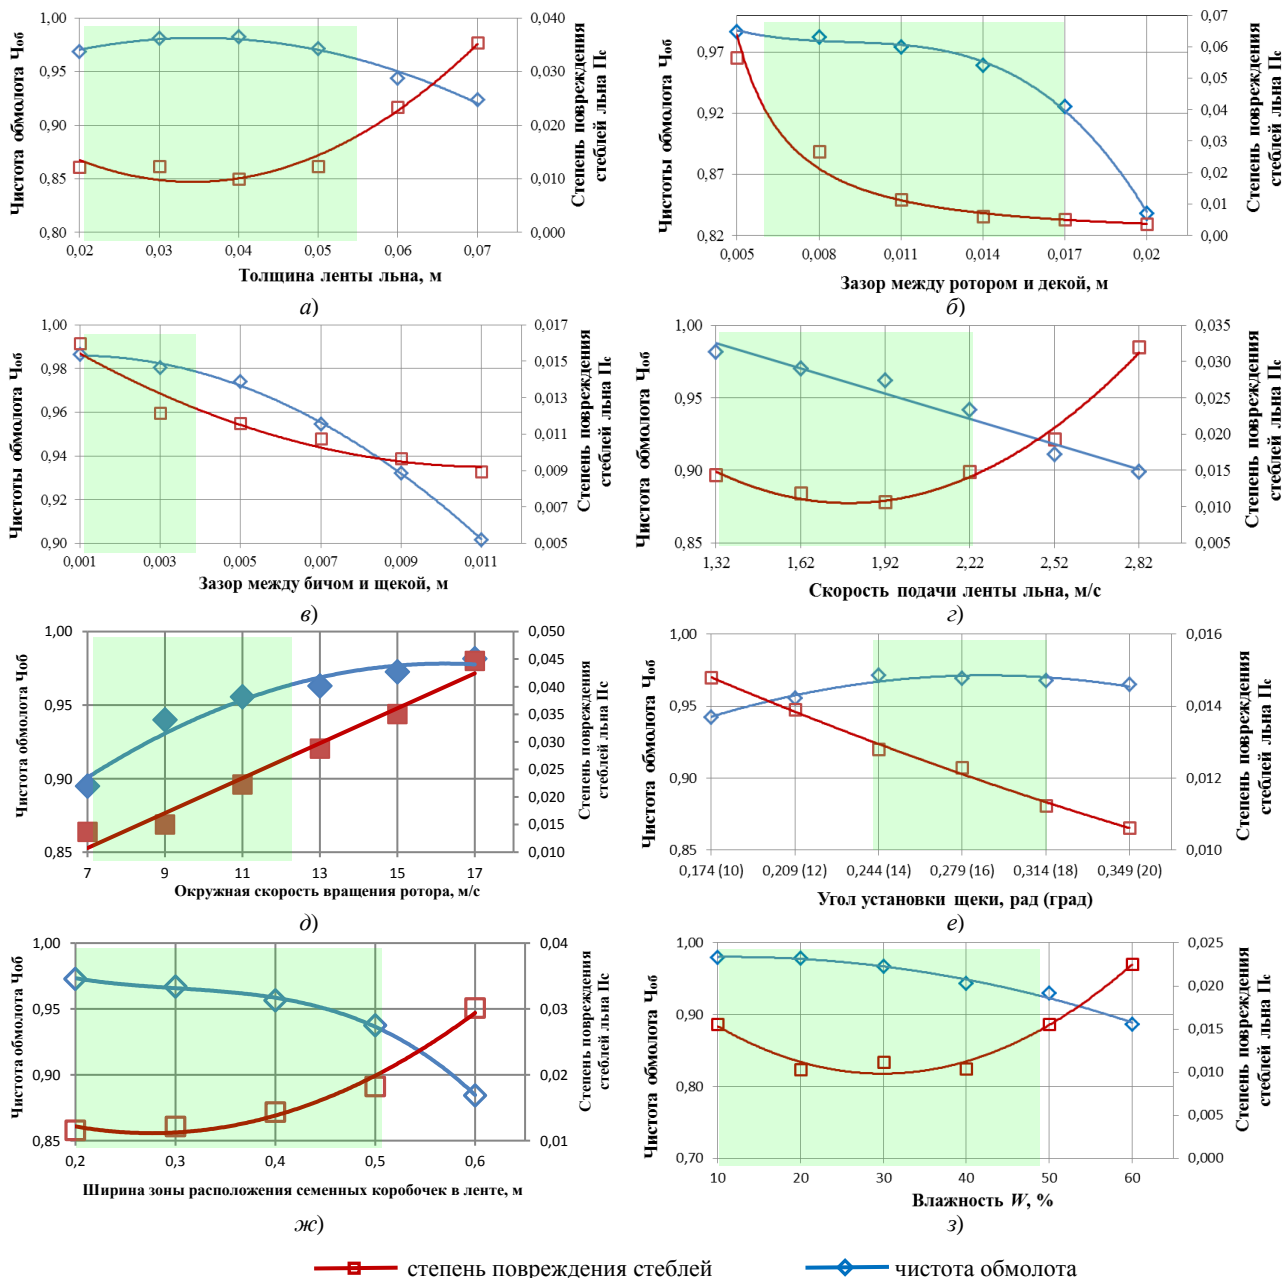 Чистота обмолота Чоб
1,00
0,95
0,90
0,85
0,80
0,02 0,03 0,04 0,05 0,06 0,07
0,040
0,030
0,020
0,010
0,000
Степень повреждения
стеблей льна Пс
Толщина ленты льна, м
а)
Чистоты обмолота Чоб
0,97
0,92
0,87
0,82
0,005 0,008 0,011 0,014 0,017 0,02
0,07
0,06
0,05
0,04
0,03
0,02
0,01
0,00
Степень повреждения
стеблей льна Пс
Зазор между ротором и декой, м
б)
Чистоты обмолота Чоб
1,00
0,98
0,96
0,94
0,92
0,90
0,001 0,003 0,005 0,007 0,009 0,011
0,017
0,015
0,013
0,011
0,009
0,007
0,005
Степень повреждения
стеблей льна Пс
Зазор между бичом и щекой, м
в)
Чистота обмолота Чоб
1,00
0,95
0,90
0,85
1,32 1,62 1,92 2,22 2,52 2,82
0,035
0,030
0,025
0,020
0,015
0,010
0,005
Степень повреждения
стеблей льна Пс
Скорость подачи ленты льна, м/с
г)
Чистота обмолота Чоб
1,00
0,95
0,90
0,85
7 9 11 13 15 17
0,050
0,045
0,040
0,035
0,030
0,025
0,020
0,015
0,010
Степень повреждения
стеблей льна Пс
Окружная скорость вращения ротора, м/с
д)
Чистота обмолота Чоб
1,00
0,95
0,90
0,85
0,174 (10) 0,209 (12) 0,244 (14) 0,279 (16) 0,314 (18) 0,349 (20)
0,016
0,014
0,012
0,010
Степень повреждения
стеблей льна Пс
Угол установки щеки, рад (град)
е)
Чистота обмолота Чоб
1,00
0,95
0,90
0,85
0,2 0,3 0,4 0,5 0,6
0,04
0,03
0,02
0,01
Степень повреждения
стеблей льна Пс
Ширина зоны расположения семенных коробочек в ленте, м
ж)
Чистота обмолота Чоб
1,00
0,90
0,80
0,70
10 20 30 40 50 60
0,025
0,020
0,015
0,010
0,005
0,000
Степень повреждения
стеблей льна Пс
Влажность W, %
з)
степень повреждения стеблей
чистота обмолота